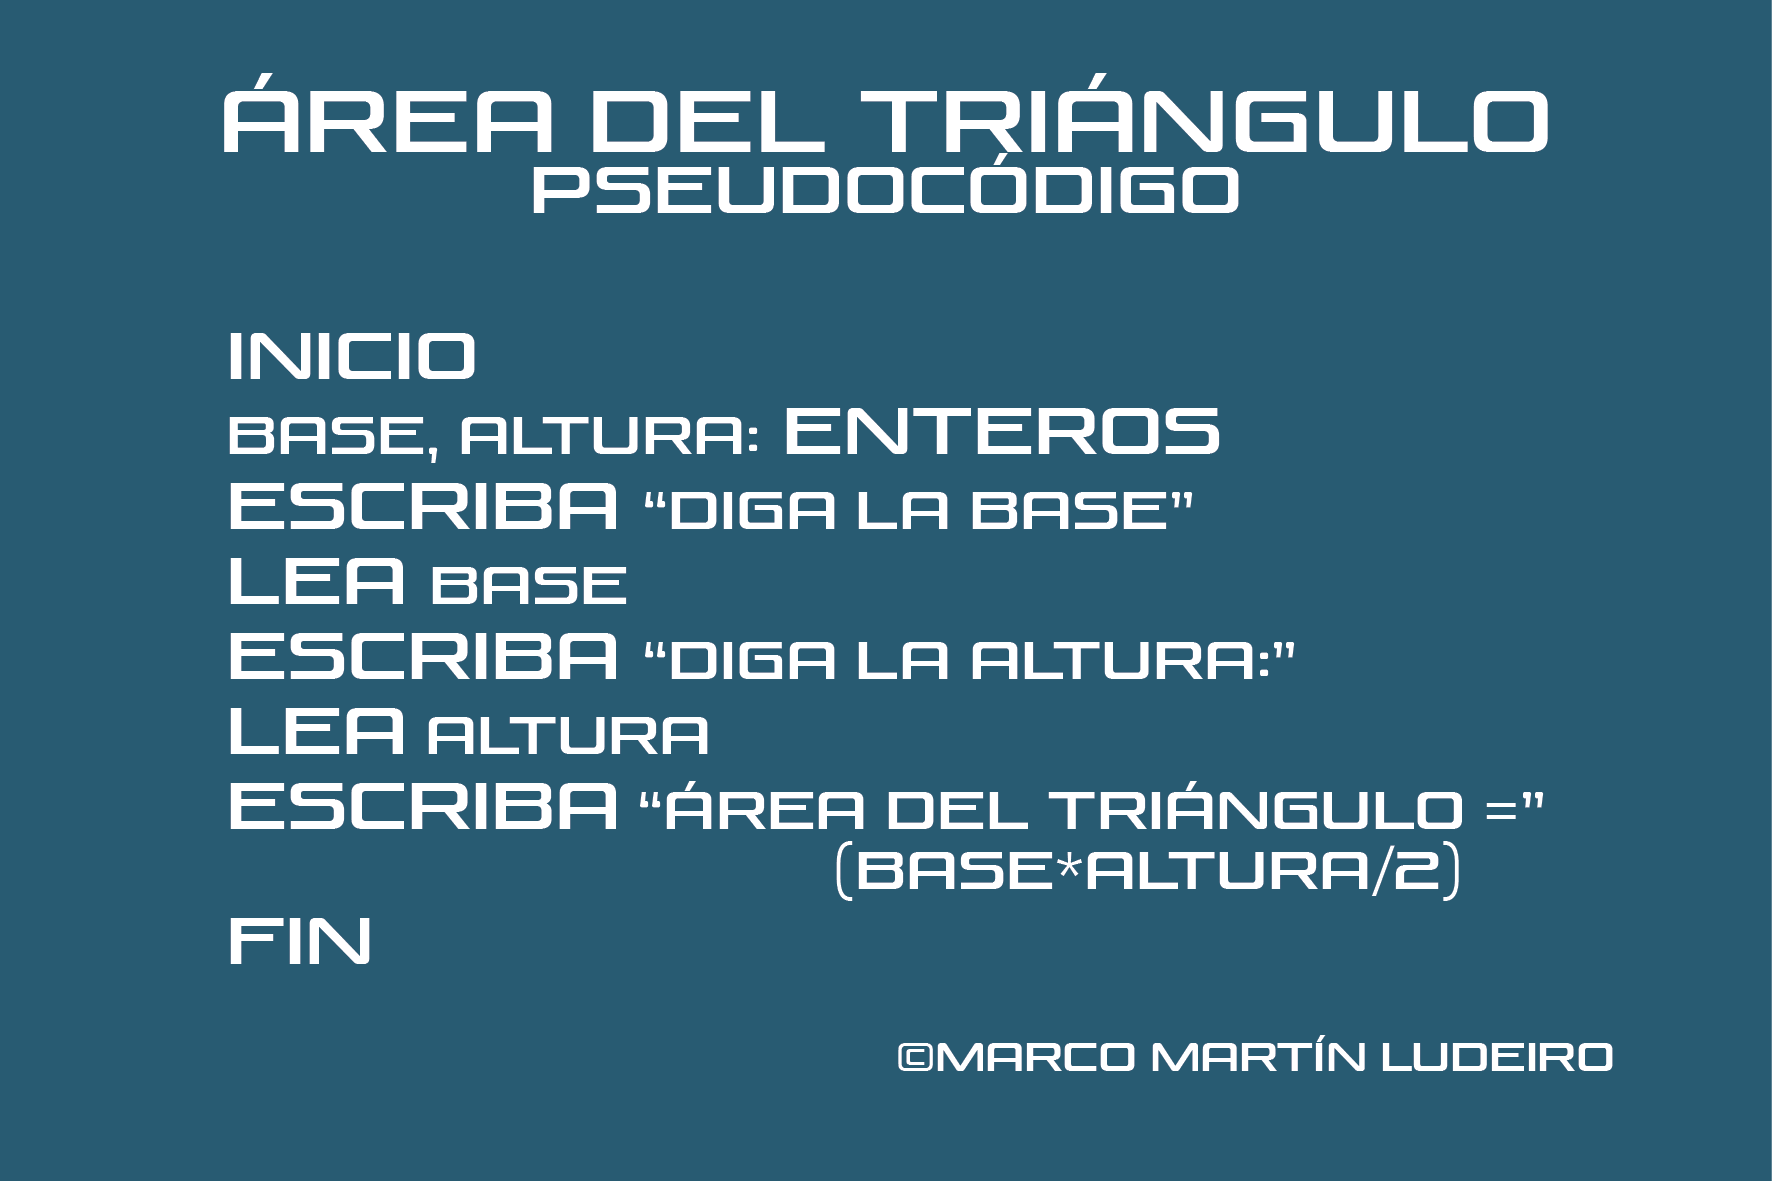 ÁREA DEL TRIÁNGULO
PSEUDOCÓDIGO
INICIO
BASE, ALTURA: ENTEROS
ESCRIBA “DIGA LA BASE”
LEA BASE
ESCRIBA “DIGA LA ALTURA:”
LEA ALTURA
ESCRIBA “ÁREA DEL TRIÁNGULO =”
(BASE*ALTURA/2)
FIN
©MARCO MARTÍN LUDEIRO